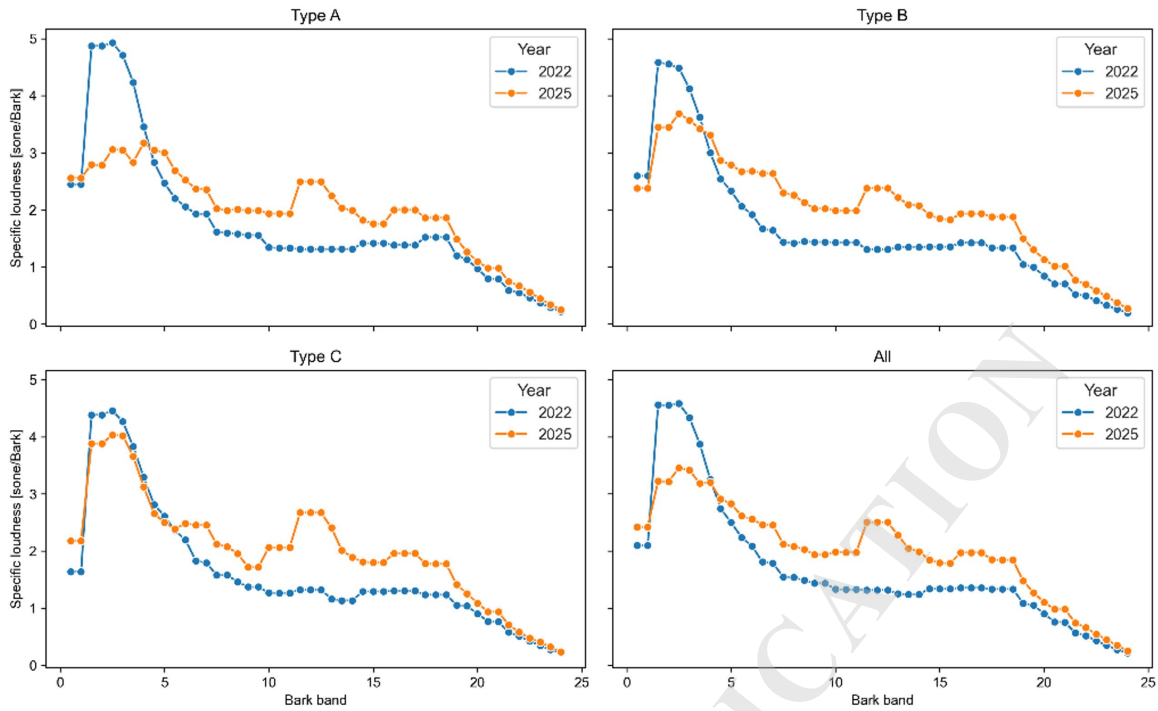 Type A
Type B
5
4
3
2
1
0
Specific loudness [sone/Bark]
Year
2022
2025
Year
2022
2025
Type C
All
5
4
3
2
1
0
Specific loudness [sone/Bark]
Year
2022
2025
Year
2022
2025
0 5 10 15 20 25
0 5 10 15 20 25
Bark band
Bark band
ICATION